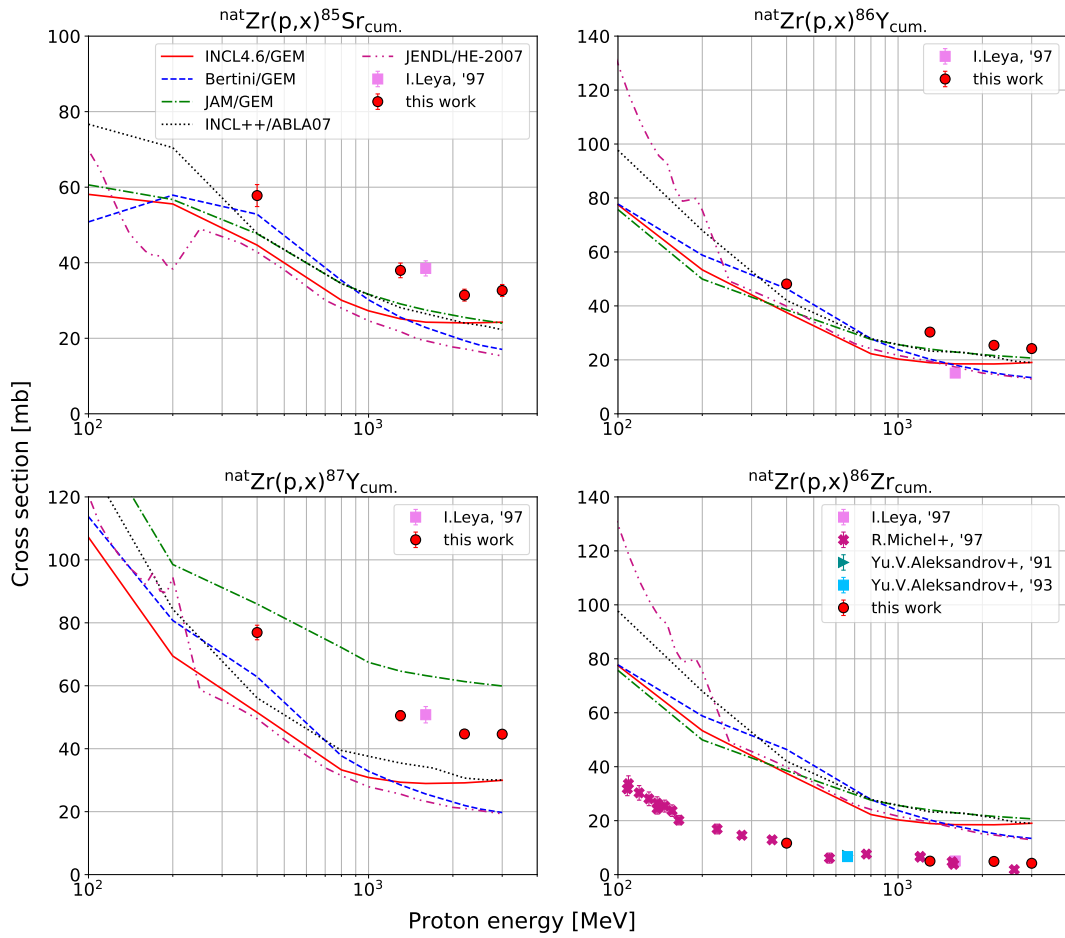 natZr(p,x)85Srcum.
100
80
60
40
20
0
10²
10³
INCL4.6/GEM
Bertini/GEM
JAM/GEM
INCL++/ABLA07
JENDL/HE-2007
I.Leya, '97
this work
natZr(p,x)86Ycum.
140
120
100
80
60
40
20
0
10²
10³
I.Leya, '97
this work
Cross section [mb]
natZr(p,x)87Ycum.
120
100
80
60
40
20
0
10²
10³
I.Leya, '97
this work
natZr(p,x)86Zrcum.
140
120
100
80
60
40
20
0
10²
10³
I.Leya, '97
R.Michel+, '97
Yu.V.Aleksandrov+, '91
Yu.V.Aleksandrov+, '93
this work
Proton energy [MeV]